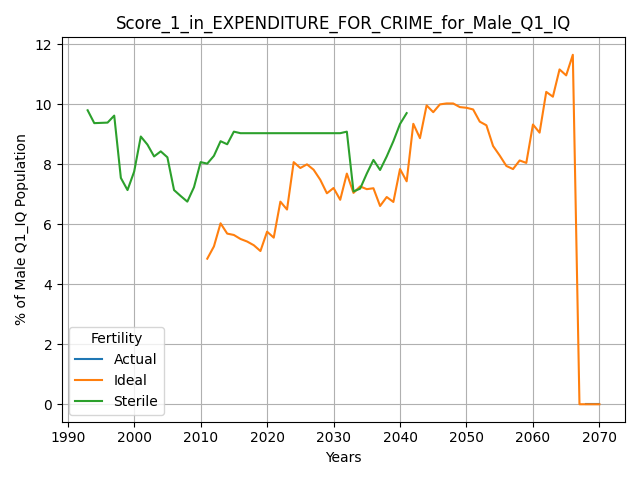 Score_1_in_EXPENDITURE_FOR_CRIME_for_Male_Q1_IQ
% of Male Q1_IQ Population
12
10
8
6
4
2
0
Fertility
Actual
Ideal
Sterile
1990 2000 2010 2020 2030 2040 2050 2060 2070
Years